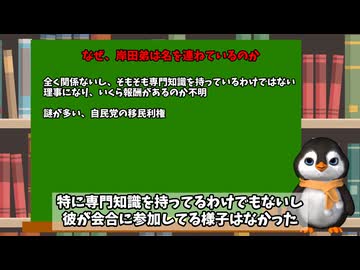 なぜ、岸田弟は名を連ねているのか
全く関係ないし、そもそも専門知識を持っているわけではない
理事になり、いくら報酬があるのか不明
謎が多い、自民党の移民利権
特に専門知識を持ってるわけでもないし
彼が会合に参加してる様子はなかった